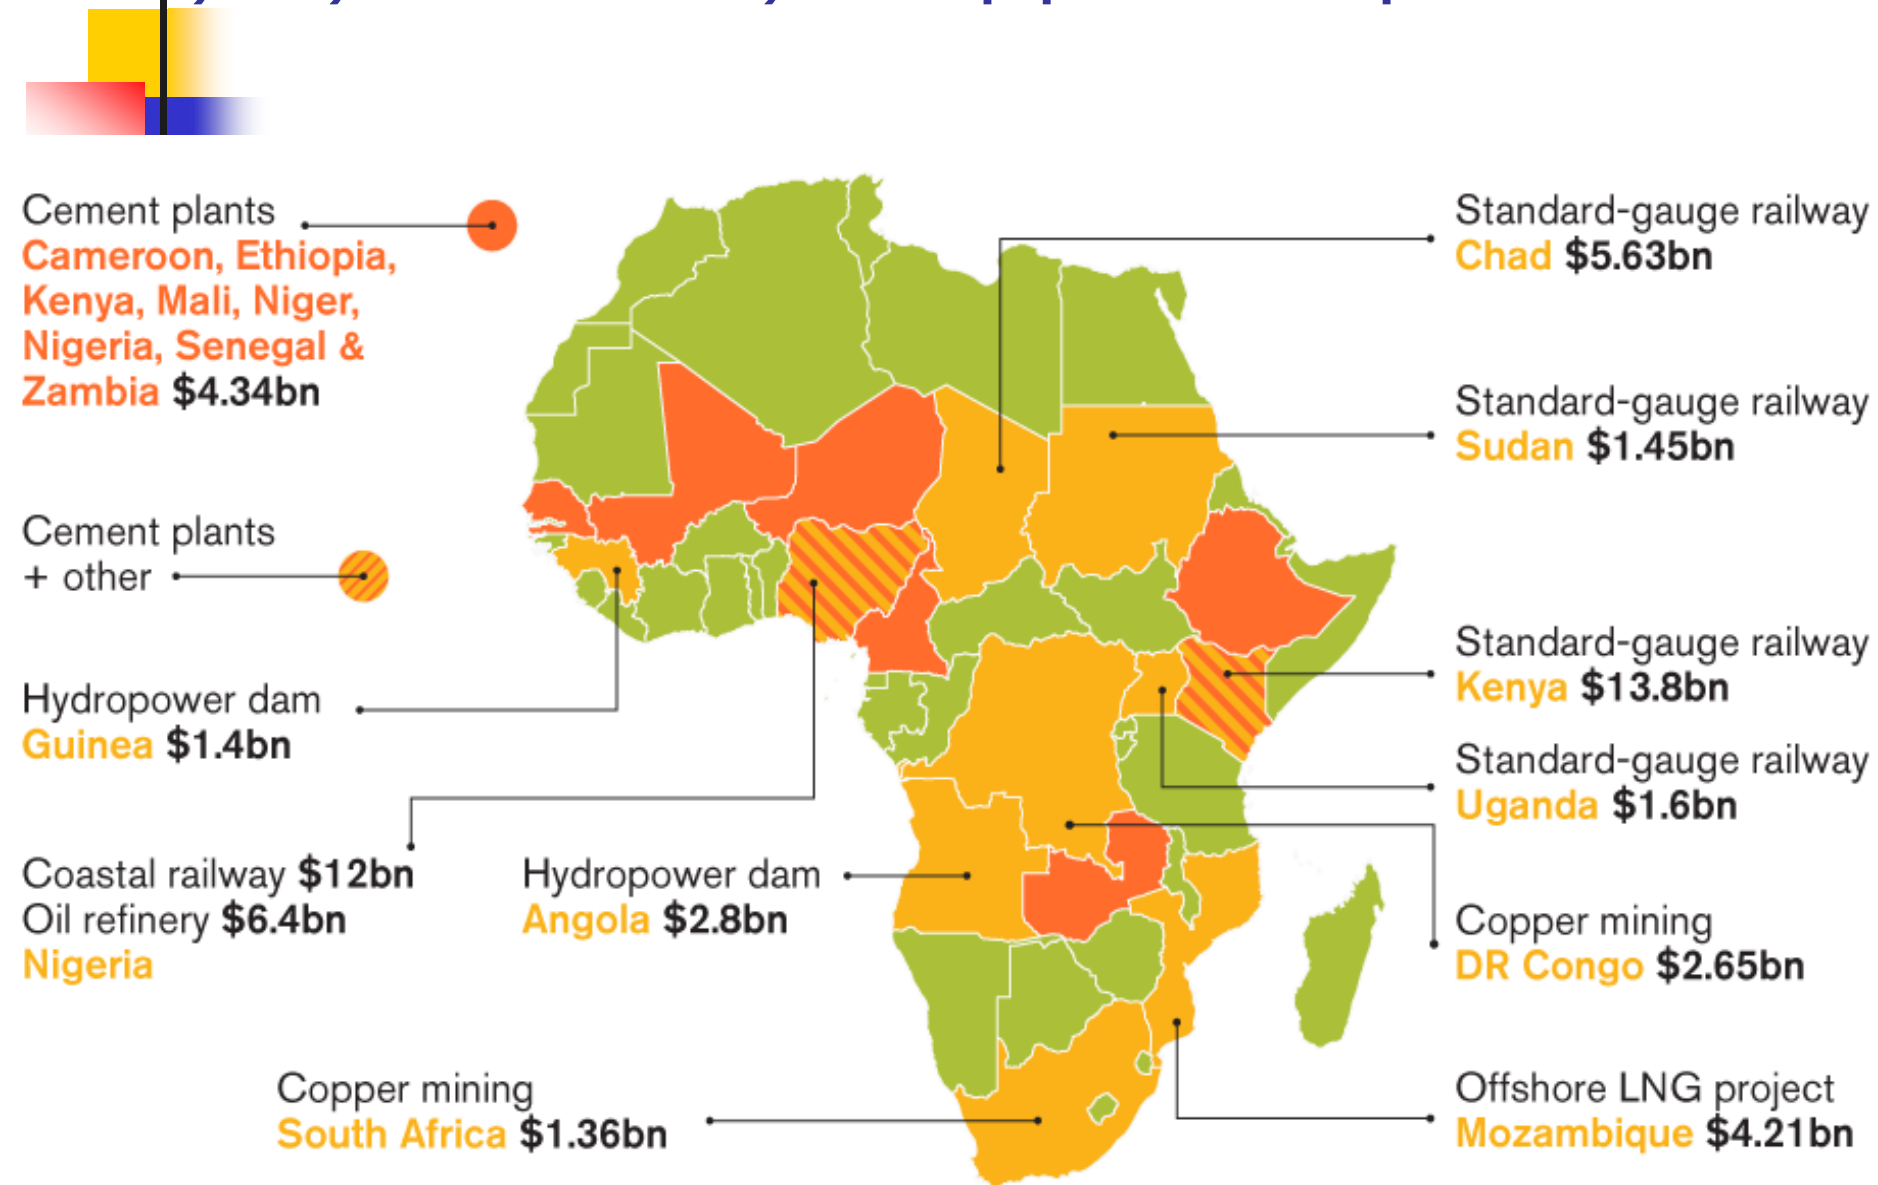 Cement plants
Cameroon, Ethiopia,
Kenya, Mali, Niger,
Nigeria, Senegal &
Zambia $4.34bn
Cement plants
+ other
Hydropower dam
Guinea $1.4bn
Coastal railway $12bn
Oil refinery $6.4bn
Nigeria
Hydropower dam
Angola $2.8bn
Copper mining
South Africa $1.36bn
Standard-gauge railway
Chad $5.63bn
Standard-gauge railway
Sudan $1.45bn
Standard-gauge railway
Kenya $13.8bn
Standard-gauge railway
Uganda $1.6bn
Copper mining
DR Congo $2.65bn
Offshore LNG project
Mozambique $4.21bn